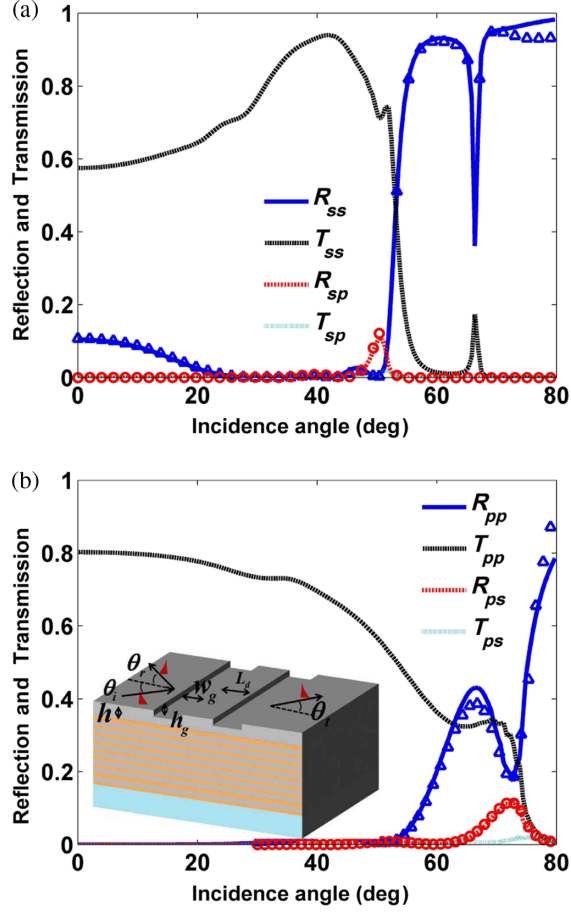 (a)
1
0.8
0.6
0.4
0.2
0
Reflection and Transmission
R_ss
T_ss
R_sp
T_sp
0 20 40 60 80
Incidence angle (deg)
(b)
1
0.8
0.6
0.4
0.2
0
Reflection and Transmission
R_pp
T_pp
R_ps
T_ps
θ_r
θ_i
w_g
L_d
θ_t
h
h_g
0 20 40 60 80
Incidence angle (deg)